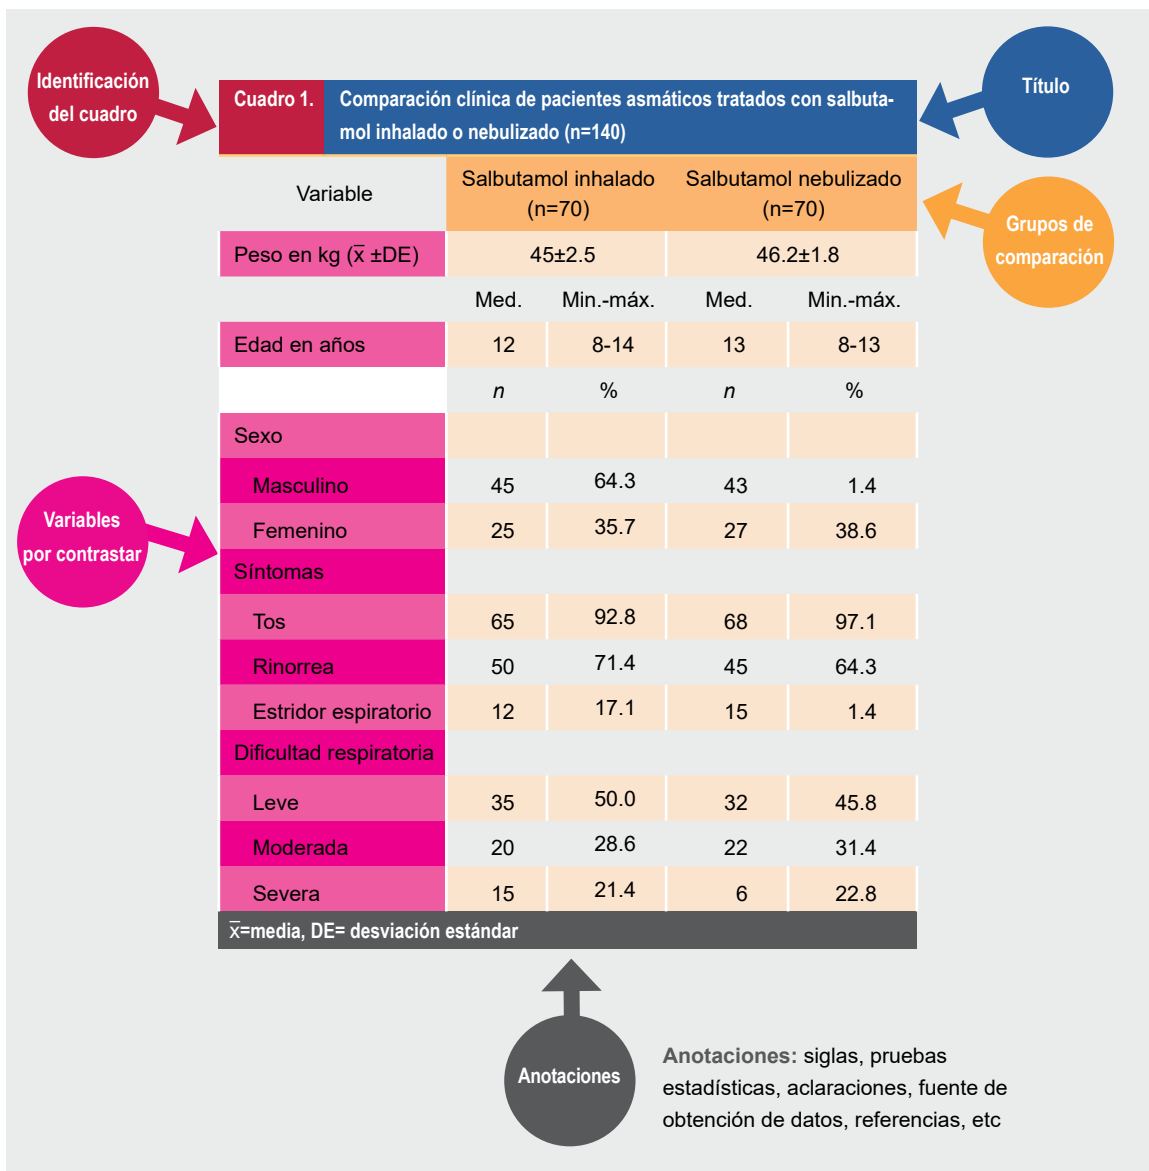 Identificación
del cuadro
Cuadro 1. Comparación clínica de pacientes asmáticos tratados con salbuta-
mol inhalado o nebulizado (n=140)
Título
Variable Salbutamol inhalado Salbutamol nebulizado
(n=70) (n=70)
Grupos de
comparación
Peso en kg (x̅ ±DE) 45±2.5 46.2±1.8
Med. Min.-máx. Med. Min.-máx.
Edad en años 12 8-14 13 8-13
n % n %
Sexo
Masculino 45 64.3 43 1.4
Femenino 25 35.7 27 38.6
Variables
por contrastar
Síntomas
Tos 65 92.8 68 97.1
Rinorrea 50 71.4 45 64.3
Estridor espiratorio 12 17.1 15 1.4
Dificultad respiratoria
Leve 35 50.0 32 45.8
Moderada 20 28.6 22 31.4
Severa 15 21.4 6 22.8
x̅=media, DE= desviación estándar
Anotaciones
Anotaciones: siglas, pruebas
estadísticas, aclaraciones, fuente de
obtención de datos, referencias, etc